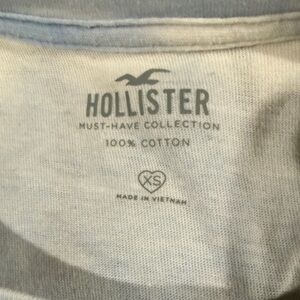 HOLLISTER
MUST-HAVE COLLECTION
100% COTTON
XS
MADE IN VIETNAM